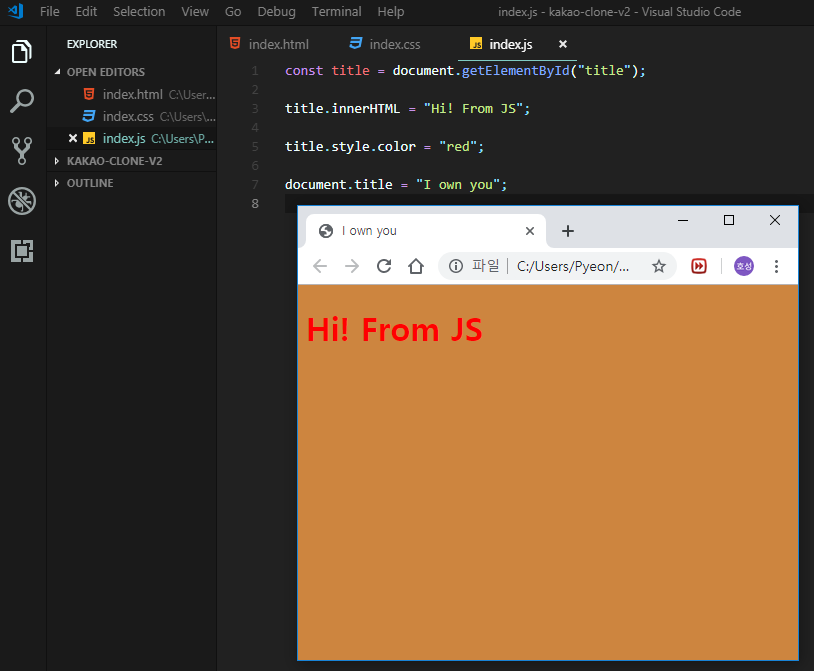 File Edit Selection View Go Debug Terminal Help index.js - kakao-clone-v2 - Visual Studio Code
EXPLORER
OPEN EDITORS
index.html C:\User...
index.css C:\Users\...
index.js C:\Users\P...
KAKAO-CLONE-V2
OUTLINE
index.html index.css JS index.js
1 const title = document.getElementById("title");
2
3 title.innerHTML = "Hi! From JS";
4
5 title.style.color = "red";
6
7 document.title = "I own you";
8
I own you
파일 C:/Users/Pyeon/... 호성
Hi! From JS